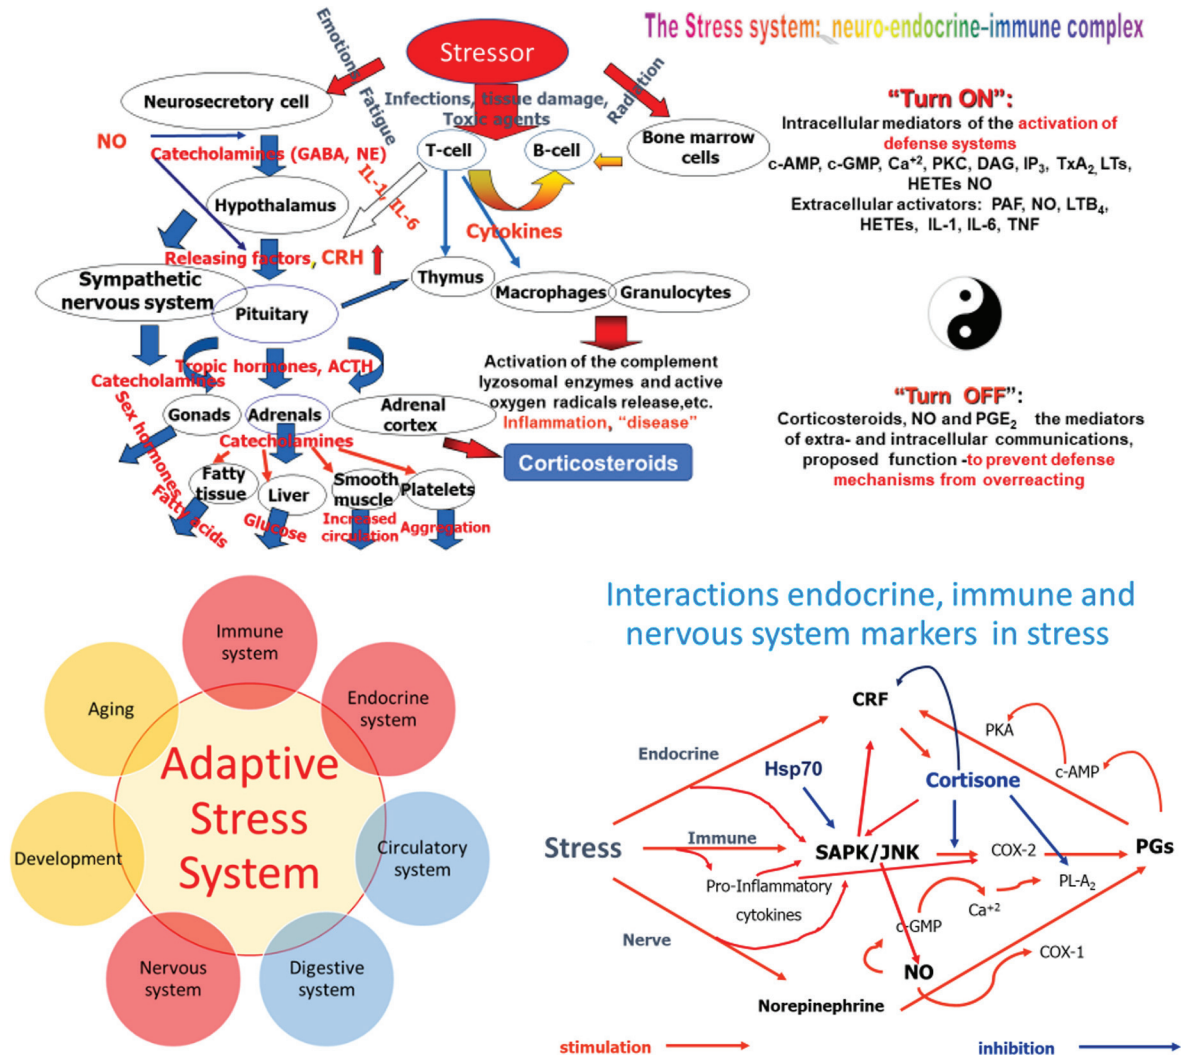 The Stress system: neuro-endocrine-immune complex
Stressor
Emotions, Fatigue
Infections, tissue damage,
Toxic agents
Radiation
Neurosecretory cell
NO
Catecholamines (GABA, NE)
T-cell
B-cell
Bone marrow
cells
IL-1, IL-6
Hypothalamus
Cytokines
Releasing factors, CRH
Sympathetic
nervous system
Pituitary
Thymus
Macrophages
Granulocytes
Tropic hormones, ACTH
Catecholamines
Activation of the complement
lyzosomal enzymes and active
oxygen radicals release,etc.
Inflammation, "disease"
Sex hormones
Gonads
Adrenals
Adrenal
cortex
Corticosteroids
Catecholamines
Fatty
tissue
Liver
Smooth
muscle
Platelets
Fatty acids
Glucose
Increased
circulation
Aggregation
"Turn ON":
Intracellular mediators of the activation of
defense systems
c-AMP, c-GMP, Ca+2, PKC, DAG, IP3, TxA2, LTs,
HETEs NO
Extracellular activators: PAF, NO, LTB4,
HETEs, IL-1, IL-6, TNF
"Turn OFF":
Corticosteroids, NO and PGE2 the mediators
of extra- and intracellular communications,
proposed function -to prevent defense
mechanisms from overreacting
Adaptive
Stress
System
Immune
system
Endocrine
system
Circulatory
system
Digestive
system
Nervous
system
Development
Aging
Interactions endocrine, immune and
nervous system markers in stress
CRF
PKA
Endocrine
Hsp70
Cortisone
c-AMP
Stress
Immune
SAPK/JNK
COX-2
PGs
Pro-Inflammatory
cytokines
PL-A2
Ca+2
c-GMP
Nerve
NO
COX-1
Norepinephrine
stimulation
inhibition